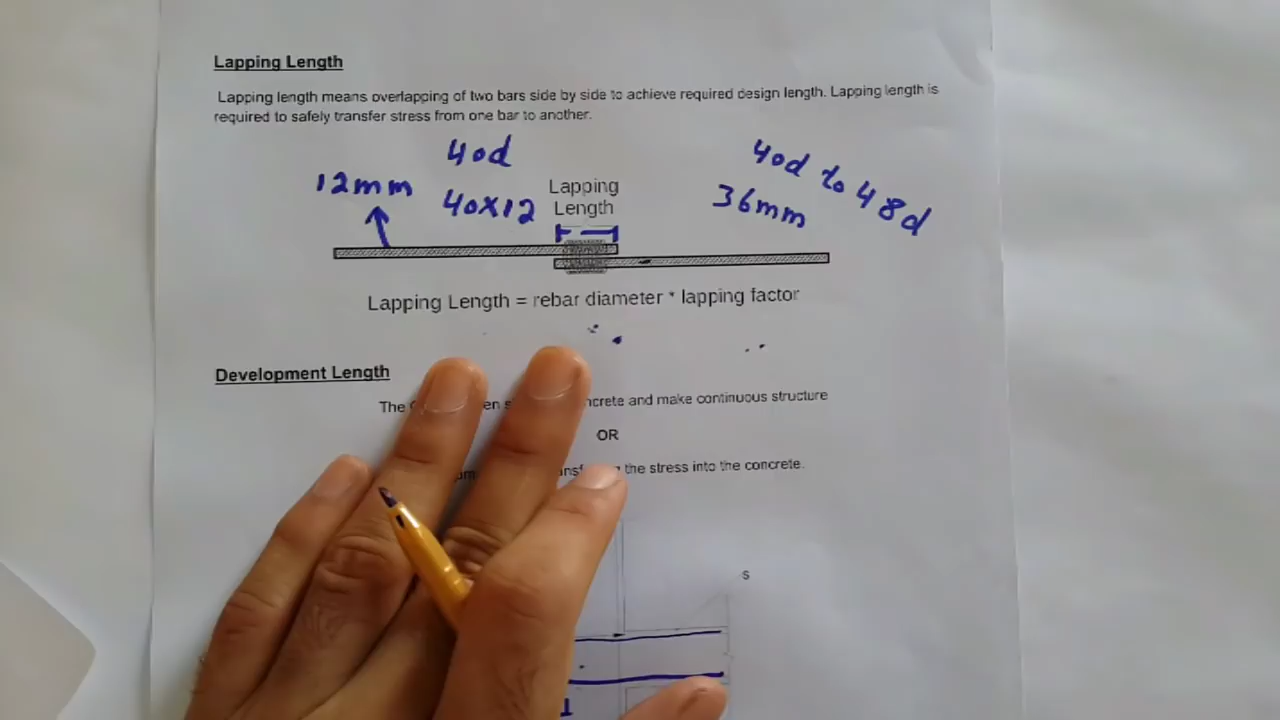 Lapping Length
Lapping length means overlapping of two bars side by side to achieve required design length. Lapping length is
required to safely transfer stress from one bar to another.
40d
40d to 48d
12mm
40X12
36mm
Lapping
Length
Lapping Length = rebar diameter * lapping factor
Development Length
The
and make continuous structure
OR
the stress into the concrete.
s